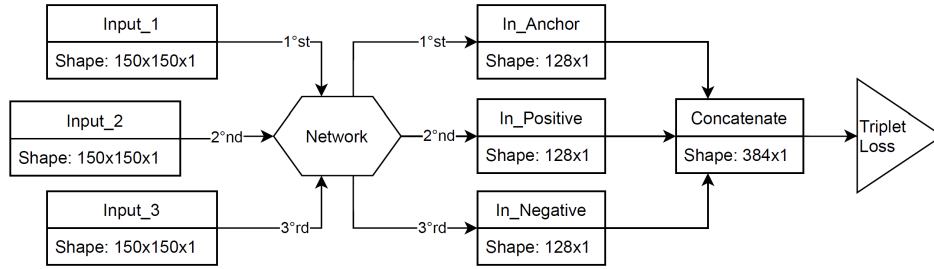 Input_1
Shape: 150x150x1
1°st
1°st
In_Anchor
Shape: 128x1
Input_2
Shape: 150x150x1
2°nd
Network
2°nd
In_Positive
Shape: 128x1
Concatenate
Shape: 384x1
Triplet
Loss
Input_3
Shape: 150x150x1
3°rd
3°rd
In_Negative
Shape: 128x1